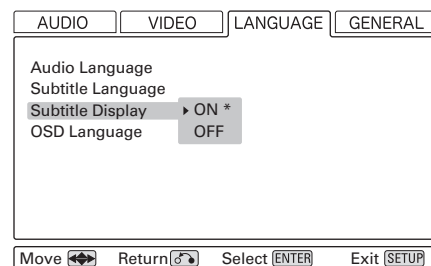 AUDIO VIDEO LANGUAGE GENERAL
Audio Language
Subtitle Language
Subtitle Display ▸ ON *
OSD Language OFF
Move Return Select ENTER Exit SETUP